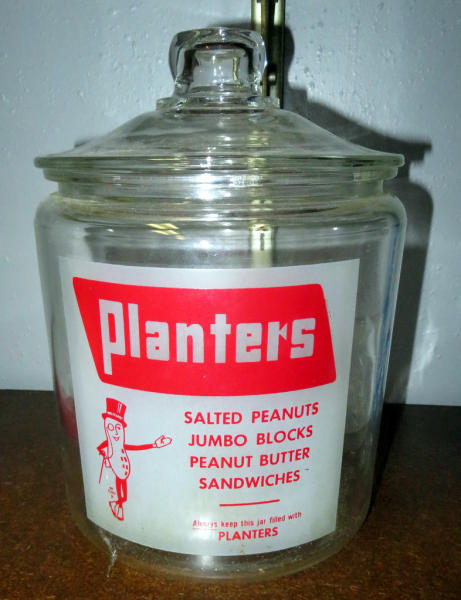 Planters
SALTED PEANUTS
JUMBO BLOCKS
PEANUT BUTTER
SANDWICHES
Always keep this jar filled with
PLANTERS